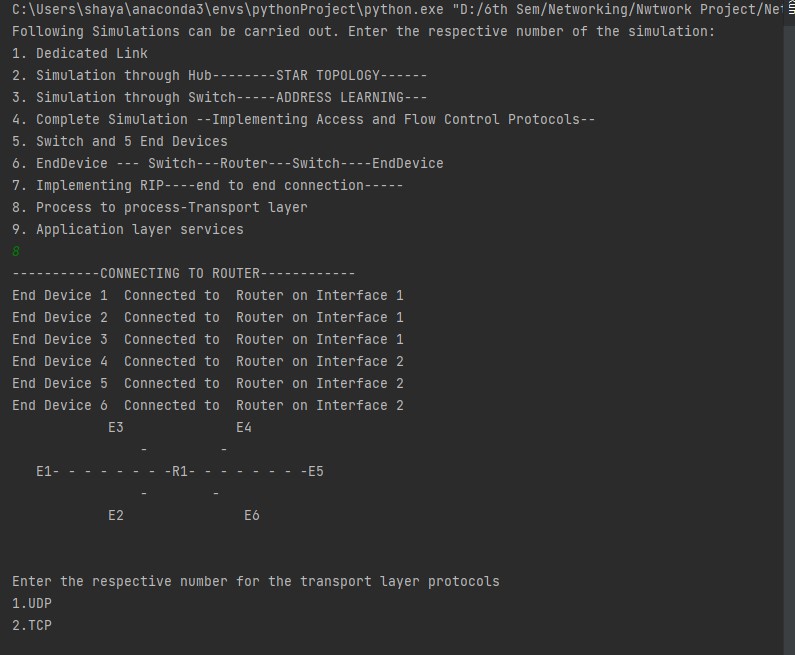 C:\Users\shaya\anaconda3\envs\pythonProject\python.exe "D:/6th Sem/Networking/Nwtwork Project/Net
Following Simulations can be carried out. Enter the respective number of the simulation:
1. Dedicated Link
2. Simulation through Hub--------STAR TOPOLOGY------
3. Simulation through Switch-----ADDRESS LEARNING---
4. Complete Simulation --Implementing Access and Flow Control Protocols--
5. Switch and 5 End Devices
6. EndDevice --- Switch---Router---Switch----EndDevice
7. Implementing RIP----end to end connection-----
8. Process to process-Transport layer
9. Application layer services
8
-----------CONNECTING TO ROUTER------------
End Device 1  Connected to  Router on Interface 1
End Device 2  Connected to  Router on Interface 1
End Device 3  Connected to  Router on Interface 1
End Device 4  Connected to  Router on Interface 2
End Device 5  Connected to  Router on Interface 2
End Device 6  Connected to  Router on Interface 2
            E3              E4
                -         -
   E1- - - - - - - -R1- - - - - - - -E5
                -        -
            E2               E6
Enter the respective number for the transport layer protocols
1.UDP
2.TCP